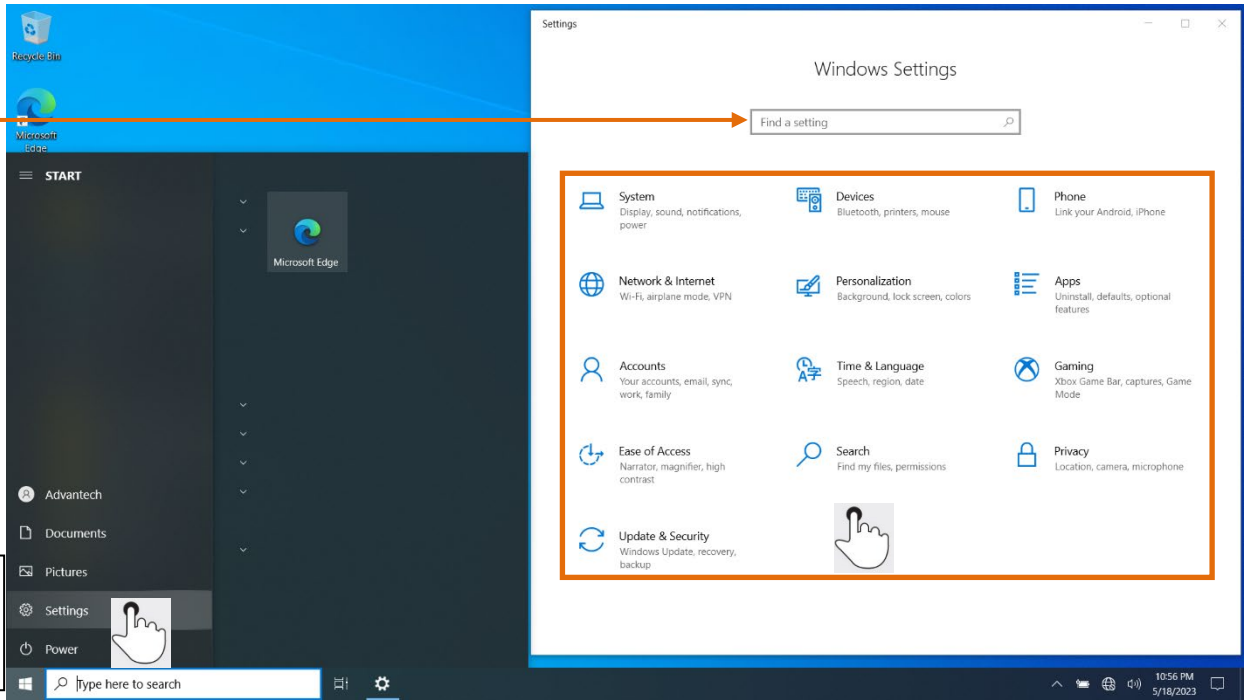 Recycle Bin
Microsoft
Edge
START
Microsoft Edge
Advantech
Documents
Pictures
Settings
Power
Type here to search
Settings
Windows Settings
Find a setting
System
Display, sound, notifications,
power
Devices
Bluetooth, printers, mouse
Phone
Link your Android, iPhone
Network & Internet
Wi-Fi, airplane mode, VPN
Personalization
Background, lock screen, colors
Apps
Uninstall, defaults, optional
features
Accounts
Your accounts, email, sync,
work, family
Time & Language
Speech, region, date
Gaming
Xbox Game Bar, captures, Game
Mode
Ease of Access
Narrator, magnifier, high
contrast
Search
Find my files, permissions
Privacy
Location, camera, microphone
Update & Security
Windows Update, recovery,
backup
10:56 PM
5/18/2023